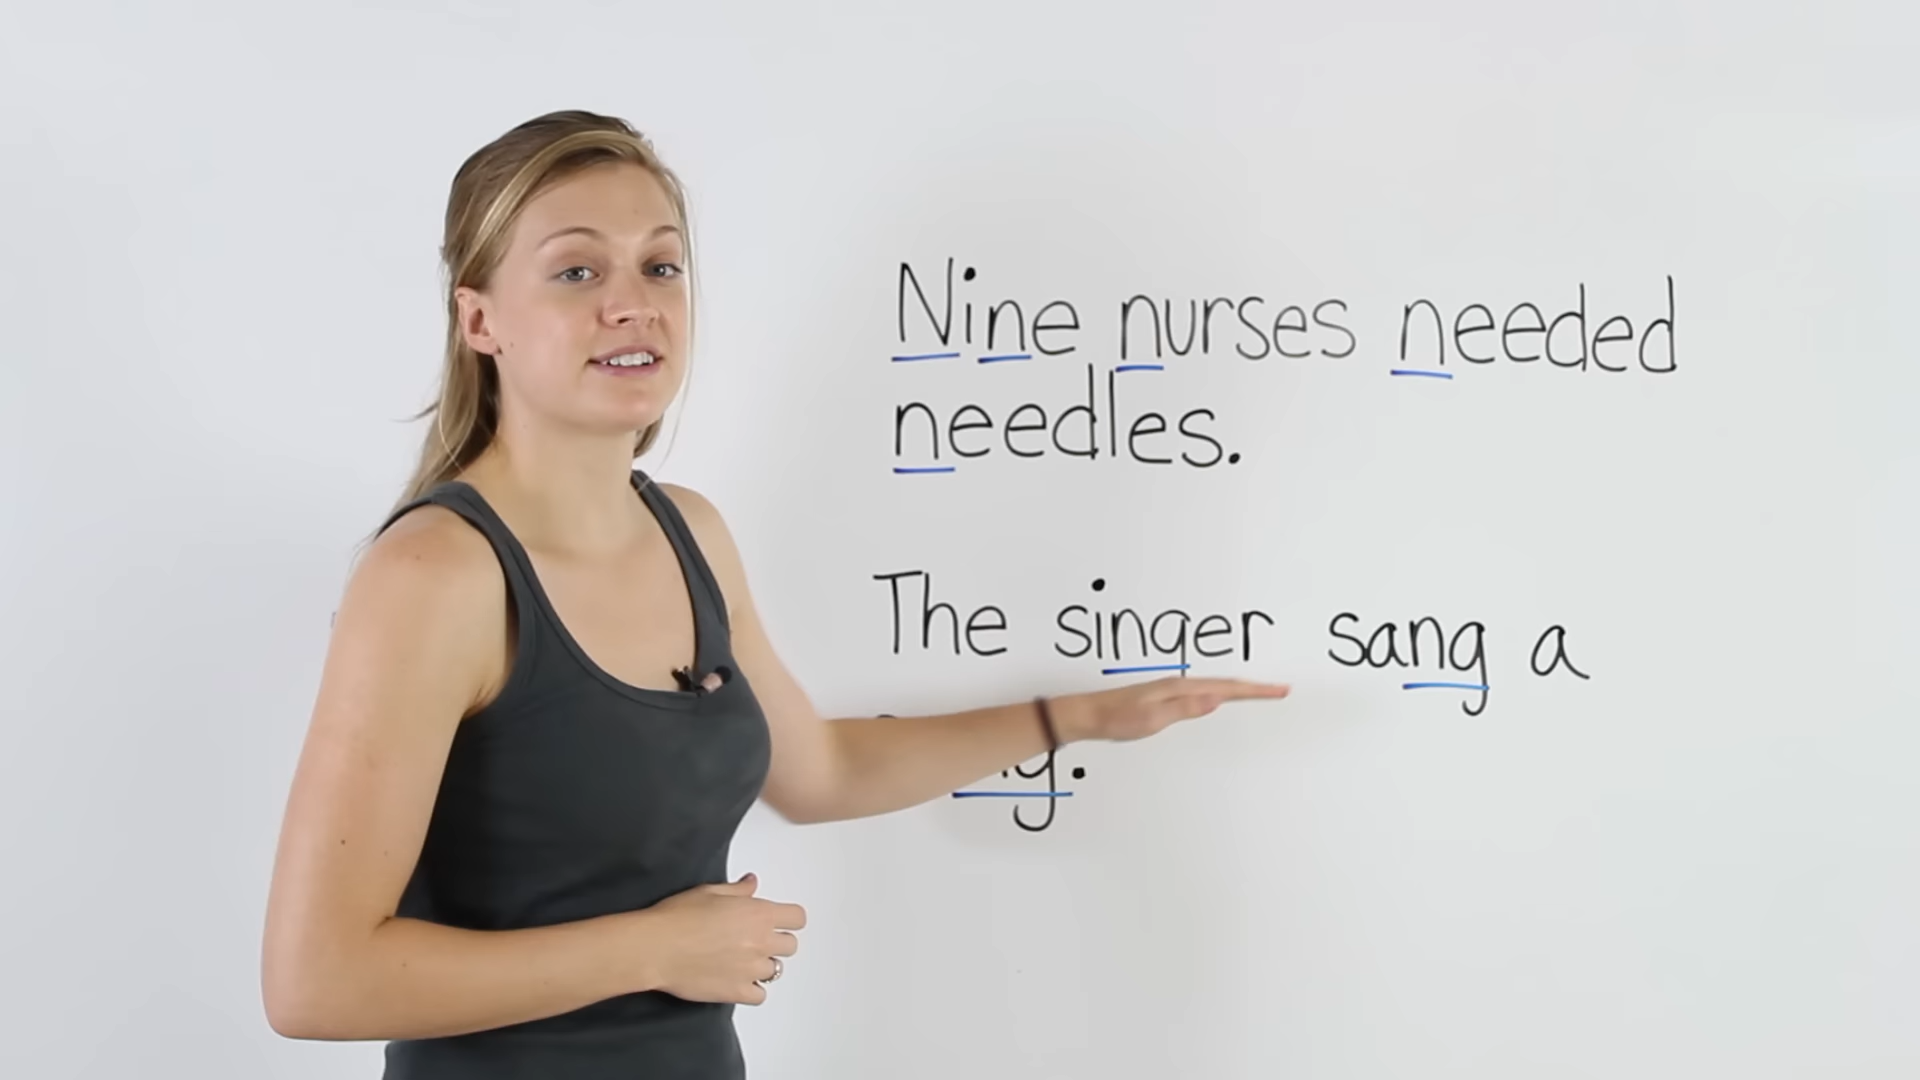 Nine nurses needed
needles.
The singer sang a